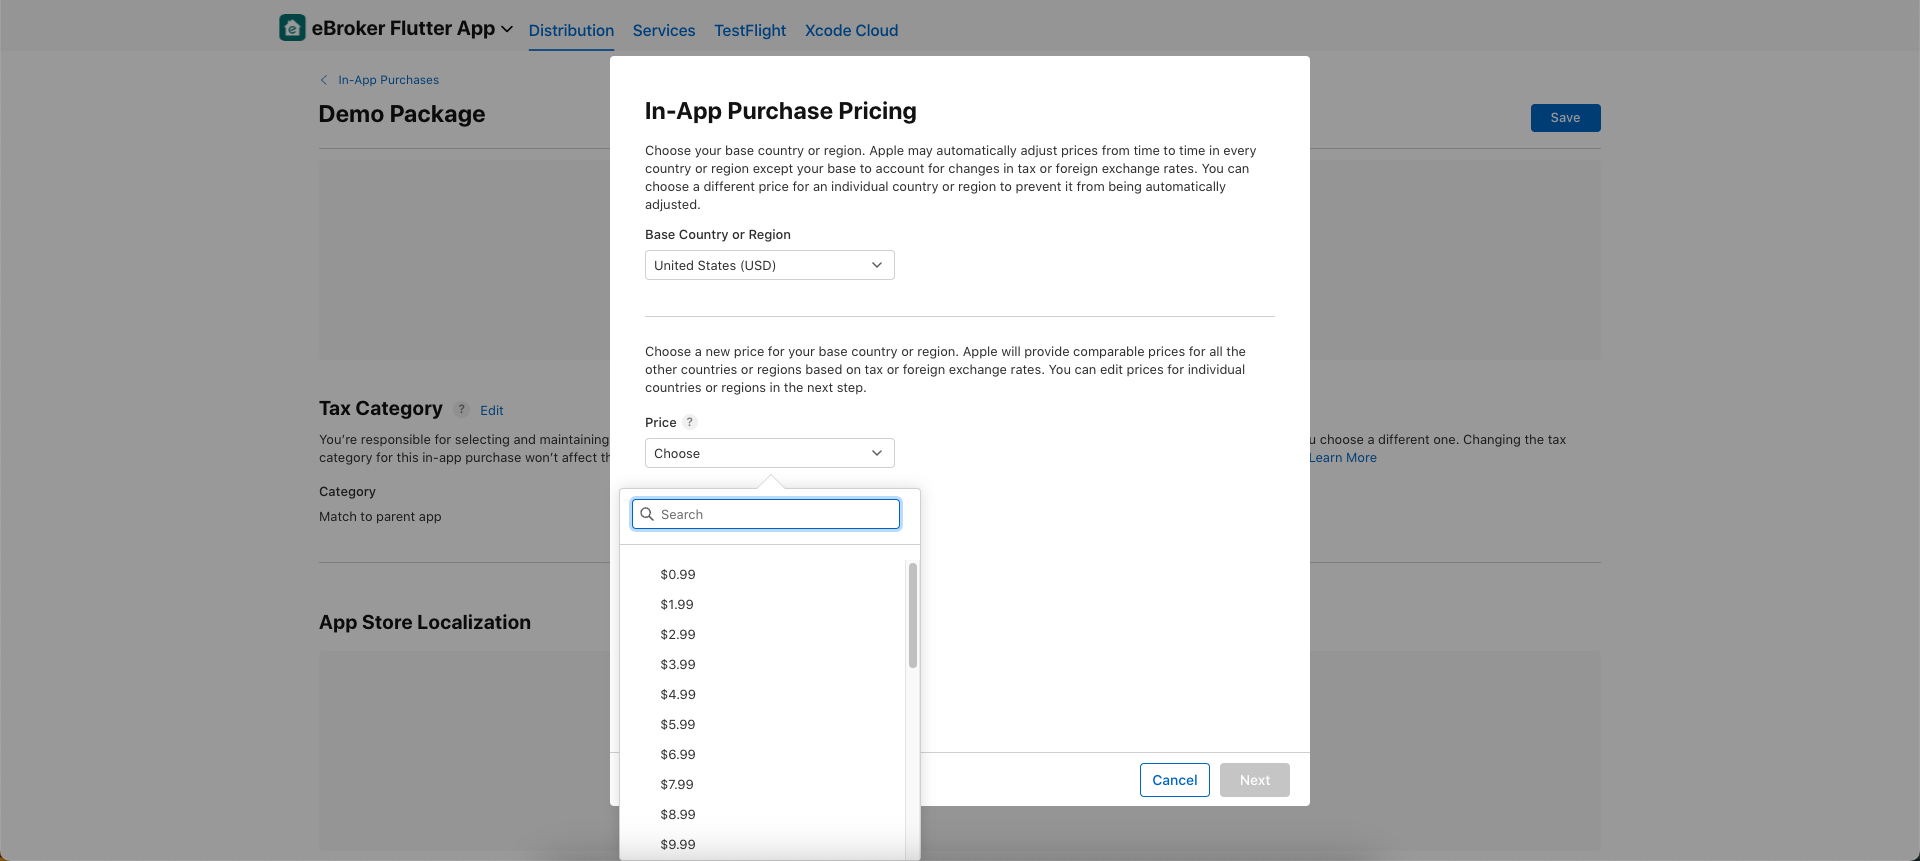 eBroker Flutter App
Distribution
Services
TestFlight
Xcode Cloud
In-App Purchases
Demo Package
Save
In-App Purchase Pricing
Choose your base country or region. Apple may automatically adjust prices from time to time in every
country or region except your base to account for changes in tax or foreign exchange rates. You can
choose a different price for an individual country or region to prevent it from being automatically
adjusted.
Base Country or Region
United States (USD)
Choose a new price for your base country or region. Apple will provide comparable prices for all the
other countries or regions based on tax or foreign exchange rates. You can edit prices for individual
countries or regions in the next step.
Price ?
Choose
Search
$0.99
$1.99
$2.99
$3.99
$4.99
$5.99
$6.99
$7.99
$8.99
$9.99
Cancel
Next
Tax Category ? Edit
You're responsible for selecting and maintaining
u choose a different one. Changing the tax
category for this in-app purchase won't affect th
Learn More
Category
Match to parent app
App Store Localization